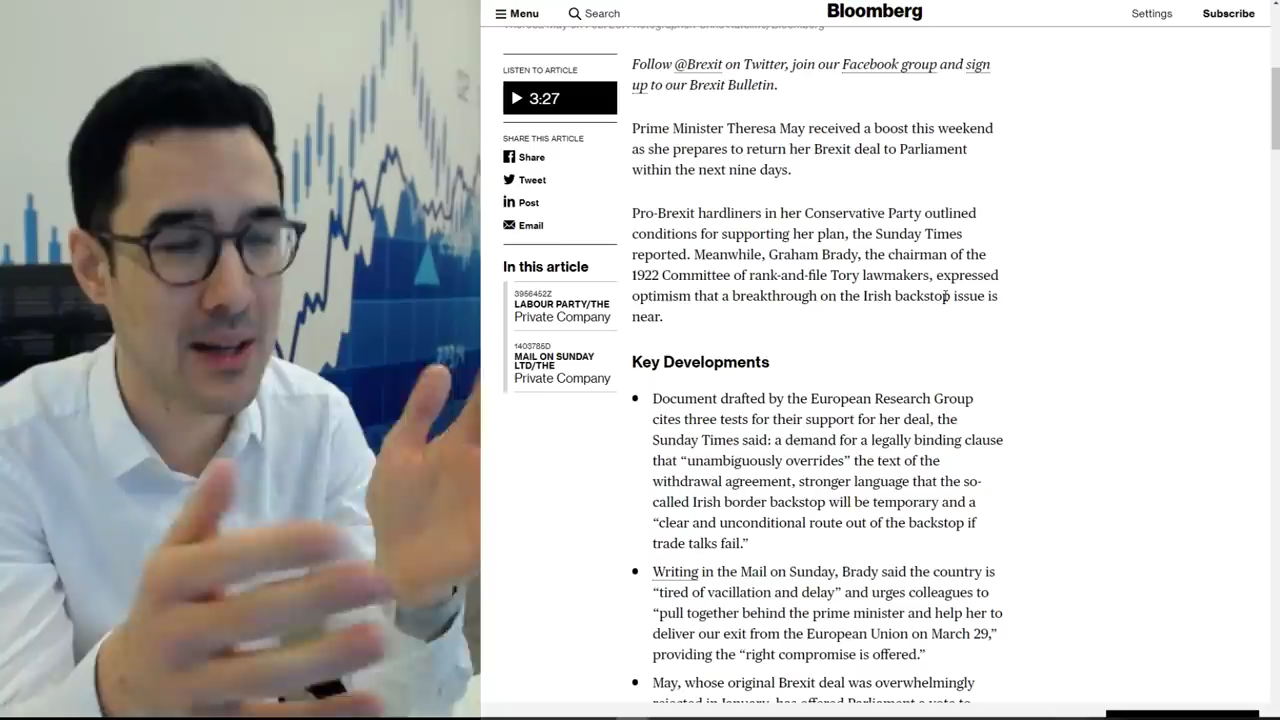 Menu
Search
Bloomberg
Settings
Subscribe
LISTEN TO ARTICLE
3:27
SHARE THIS ARTICLE
Share
Tweet
Post
Email
In this article
3956452Z
LABOUR PARTY/THE
Private Company
1403785D
MAIL ON SUNDAY
LTD/THE
Private Company
Follow @Brexit on Twitter, join our Facebook group and sign
up to our Brexit Bulletin.
Prime Minister Theresa May received a boost this weekend
as she prepares to return her Brexit deal to Parliament
within the next nine days.
Pro-Brexit hardliners in her Conservative Party outlined
conditions for supporting her plan, the Sunday Times
reported. Meanwhile, Graham Brady, the chairman of the
1922 Committee of rank-and-file Tory lawmakers, expressed
optimism that a breakthrough on the Irish backstop issue is
near.
Key Developments
Document drafted by the European Research Group
cites three tests for their support for her deal, the
Sunday Times said: a demand for a legally binding clause
that “unambiguously overrides” the text of the
withdrawal agreement, stronger language that the so-
called Irish border backstop will be temporary and a
“clear and unconditional route out of the backstop if
trade talks fail.”
Writing in the Mail on Sunday, Brady said the country is
“tired of vacillation and delay” and urges colleagues to
“pull together behind the prime minister and help her to
deliver our exit from the European Union on March 29,”
providing the “right compromise is offered.”
May, whose original Brexit deal was overwhelmingly
rejected in January, has offered Parliament a vote to